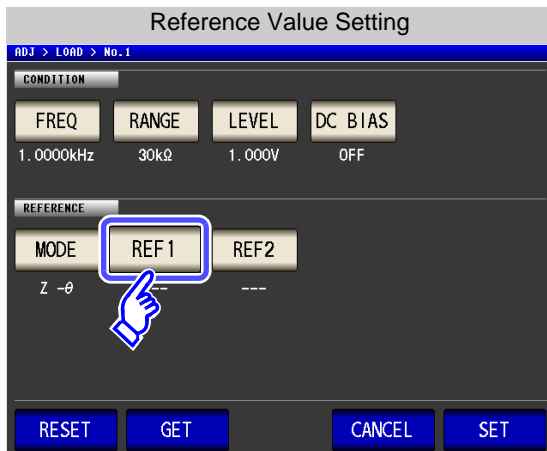 Reference Value Setting
ADJ > LOAD > No.1
CONDITION
FREQ RANGE LEVEL DC BIAS
1.0000kHz 30kΩ 1.000V OFF
REFERENCE
MODE REF1 REF2
Z -θ --- ---
RESET GET CANCEL SET